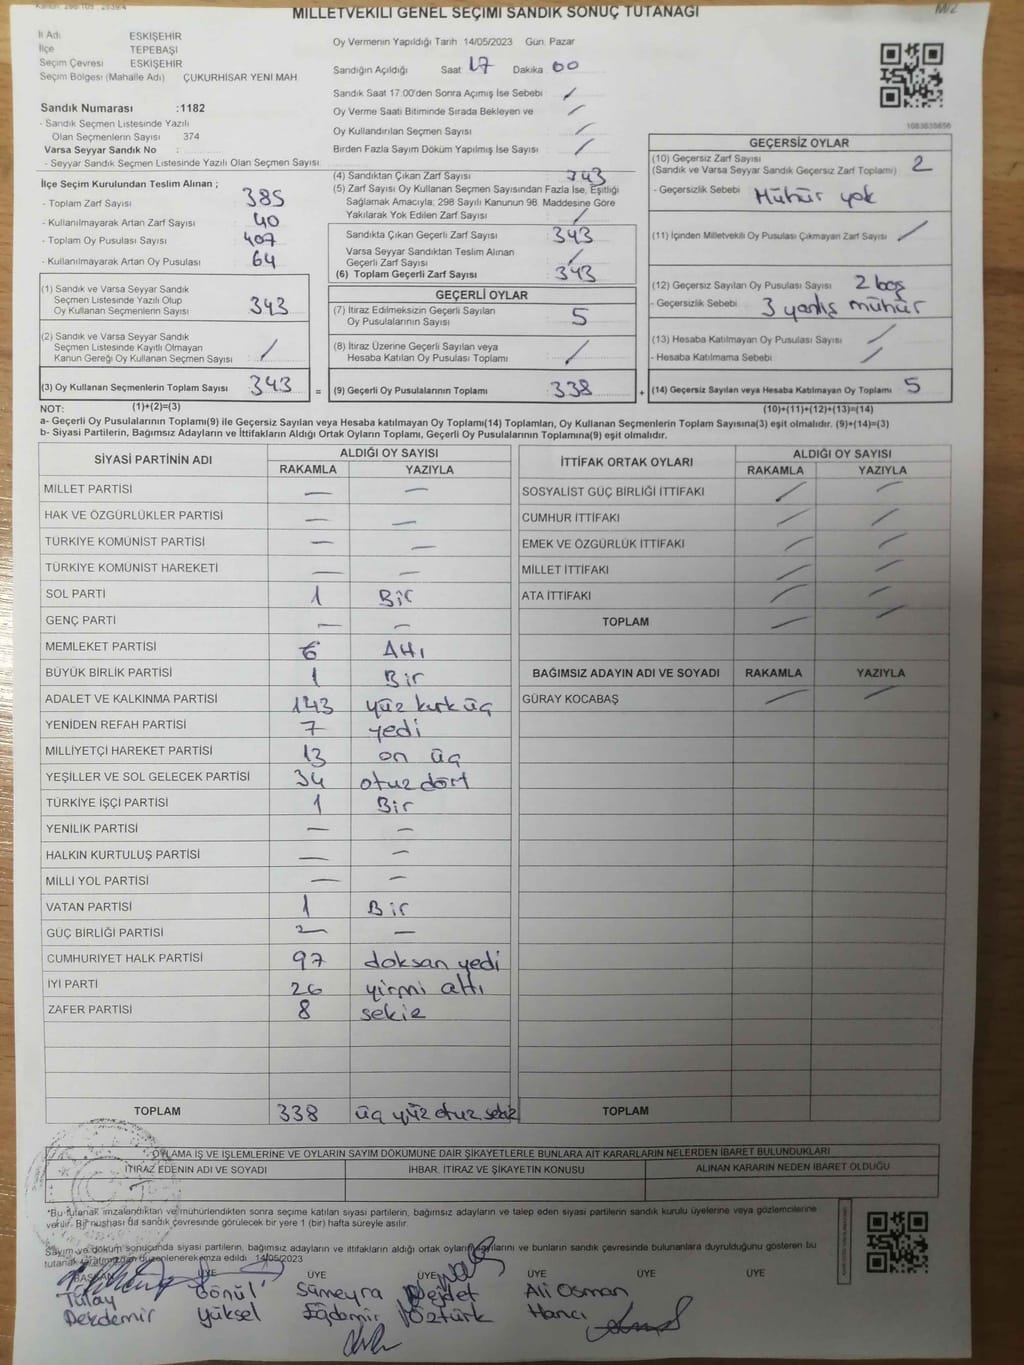 MİLLETVEKİLİ GENEL SEÇİMİ SANDIK SONUÇ TUTANAĞI
M/2
İl Adı ESKİŞEHİR
İlçe TEPEBAŞI
Seçim Çevresi ESKİŞEHİR
Seçim Bölgesi (Mahalle Adı) ÇUKURHİSAR YENİ MAH
Sandık Numarası :1182
- Sandık Seçmen Listesinde Yazılı
Olan Seçmenlerin Sayısı 374
Varsa Seyyar Sandık No :
- Seyyar Sandık Seçmen Listesinde Yazılı Olan Seçmen Sayısı
Oy Vermenin Yapıldığı Tarih 14/05/2023 Gün: Pazar
Sandığın Açıldığı Saat 17 Dakika 00
Sandık Saat 17:00'den Sonra Açımış İse Sebebi /
Oy Verme Saati Bitiminde Sırada Bekleyen ve /
Oy Kullandırılan Seçmen Sayısı /
Birden Fazla Sayım Döküm Yapılmış İse Sayısı /
1083838656
İlçe Seçim Kurulundan Teslim Alınan ;
- Toplam Zarf Sayısı 385
- Kullanılmayarak Artan Zarf Sayısı 40
- Toplam Oy Pusulası Sayısı 407
- Kullanılmayarak Artan Oy Pusulası 64
(1) Sandık ve Varsa Seyyar Sandık
Seçmen Listesinde Yazılı Olup
Oy Kullanan Seçmenlerin Sayısı 343
(2) Sandık ve Varsa Seyyar Sandık
Seçmen Listesinde Kayıtlı Olmayan
Kanun Gereği Oy Kullanan Seçmen Sayısı /
(3) Oy Kullanan Seçmenlerin Toplam Sayısı 343 =
(1)+(2)=(3)
(4) Sandıktan Çıkan Zarf Sayısı 343
(5) Zarf Sayısı Oy Kullanan Seçmen Sayısından Fazla İse, Eşitliği
Sağlamak Amacıyla; 298 Sayılı Kanunun 98. Maddesine Göre
Yakılarak Yok Edilen Zarf Sayısı /
Sandıkta Çıkan Geçerli Zarf Sayısı 343
Varsa Seyyar Sandıktan Teslim Alınan
Geçerli Zarf Sayısı /
(6) Toplam Geçerli Zarf Sayısı 343
GEÇERLİ OYLAR
(7) İtiraz Edilmeksizin Geçerli Sayılan
Oy Pusulalarının Sayısı 5
(8) İtiraz Üzerine Geçerli Sayılan veya
Hesaba Katılan Oy Pusulası Toplamı /
(9) Geçerli Oy Pusulalarının Toplamı 338 +
GEÇERSİZ OYLAR
(10) Geçersiz Zarf Sayısı
(Sandık ve Varsa Seyyar Sandık Geçersiz Zarf Toplamı) 2
- Geçersizlik Sebebi Mühür yok
(11) İçinden Milletvekili Oy Pusulası Çıkmayan Zarf Sayısı /
(12) Geçersiz Sayılan Oy Pusulası Sayısı 2 boş
- Geçersizlik Sebebi 3 yanlış mühür
(13) Hesaba Katılmayan Oy Pusulası Sayısı /
- Hesaba Katılmama Sebebi /
(14) Geçersiz Sayılan veya Hesaba Katılmayan Oy Toplamı 5
(10)+(11)+(12)+(13)=(14)
NOT:
a- Geçerli Oy Pusulalarının Toplamı(9) ile Geçersiz Sayılan veya Hesaba katılmayan Oy Toplamı(14) Toplamları, Oy Kullanan Seçmenlerin Toplam Sayısına(3) eşit olmalıdır. (9)+(14)=(3)
b- Siyasi Partilerin, Bağımsız Adayların ve İttifakların Aldığı Ortak Oyların Toplamı, Geçerli Oy Pusulalarının Toplamına(9) eşit olmalıdır.
SİYASİ PARTİNİN ADI ALDIĞI OY SAYISI
RAKAMLA YAZIYLA
MİLLET PARTİSİ — —
HAK VE ÖZGÜRLÜKLER PARTİSİ — —
TÜRKİYE KOMÜNİST PARTİSİ — —
TÜRKİYE KOMÜNİST HAREKETİ — —
SOL PARTİ 1 Bir
GENÇ PARTİ — —
MEMLEKET PARTİSİ 6 Altı
BÜYÜK BİRLİK PARTİSİ 1 Bir
ADALET VE KALKINMA PARTİSİ 143 yüz kırk üç
YENİDEN REFAH PARTİSİ 7 yedi
MİLLİYETÇİ HAREKET PARTİSİ 13 on üç
YEŞİLLER VE SOL GELECEK PARTİSİ 34 otuz dört
TÜRKİYE İŞÇİ PARTİSİ 1 Bir
YENİLİK PARTİSİ — —
HALKIN KURTULUŞ PARTİSİ — —
MİLLİ YOL PARTİSİ — —
VATAN PARTİSİ 1 Bir
GÜÇ BİRLİĞİ PARTİSİ — —
CUMHURİYET HALK PARTİSİ 97 doksan yedi
İYİ PARTİ 26 yirmi altı
ZAFER PARTİSİ 8 sekiz
TOPLAM 338 üç yüz otuz sekiz
İTTİFAK ORTAK OYLARI ALDIĞI OY SAYISI
RAKAMLA YAZIYLA
SOSYALİST GÜÇ BİRLİĞİ İTTİFAKI / /
CUMHUR İTTİFAKI / /
EMEK VE ÖZGÜRLÜK İTTİFAKI / /
MİLLET İTTİFAKI / /
ATA İTTİFAKI / /
TOPLAM / /
BAĞIMSIZ ADAYIN ADI VE SOYADI RAKAMLA YAZIYLA
GÜRAY KOCABAŞ / /
TOPLAM
OYLAMA İŞ VE İŞLEMLERİNE VE OYLARIN SAYIM DÖKÜMÜNE DAİR ŞİKAYETLERLE BUNLARA AİT KARARLARIN NELERDEN İBARET BULUNDUKLARI
İTİRAZ EDENİN ADI VE SOYADI İHBAR, İTİRAZ VE ŞİKAYETİN KONUSU ALINAN KARARIN NEDEN İBARET OLDUĞU
*Bu tutanak imzalandıktan ve mühürlendikten sonra seçime katılan siyasi partilerin, bağımsız adayların ve talep eden siyasi partilerin sandık kurulu üyelerine veya gözlemcilerine
verilir. Bir nüshası da sandık çevresinde görülecek bir yere 1 (bir) hafta süreyle asılır.
Sayım ve döküm sonucunda siyasi partilerin, bağımsız adayların ve ittifakların aldığı ortak oyların sayılarını ve bunların sandık çevresinde bulunanlara duyrulduğunu gösteren bu
tutanak tarafımızdan düzenlenerek imza edildi. 14/05/2023
BAŞKAN ÜYE ÜYE ÜYE ÜYE ÜYE ÜYE
Tülay Gönül Sümeyra Nejdet Ali Osman
Dekdemir Yüksel Eğdemir Öztürk Hancı